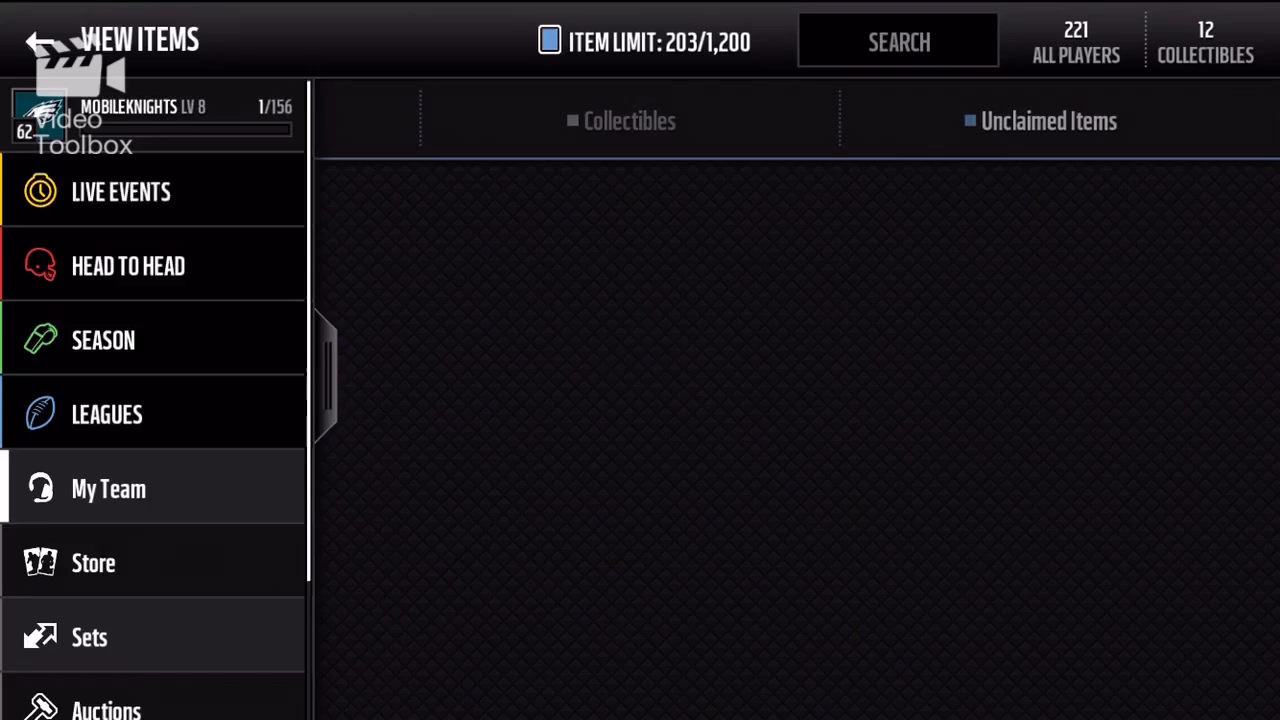 VIEW ITEMS
ITEM LIMIT: 203/1,200
SEARCH
221
ALL PLAYERS
12
COLLECTIBLES
MOBILEKNIGHTS LV 8
1/156
62
Video
Toolbox
Collectibles
Unclaimed Items
LIVE EVENTS
HEAD TO HEAD
SEASON
LEAGUES
My Team
Store
Sets
Auctions